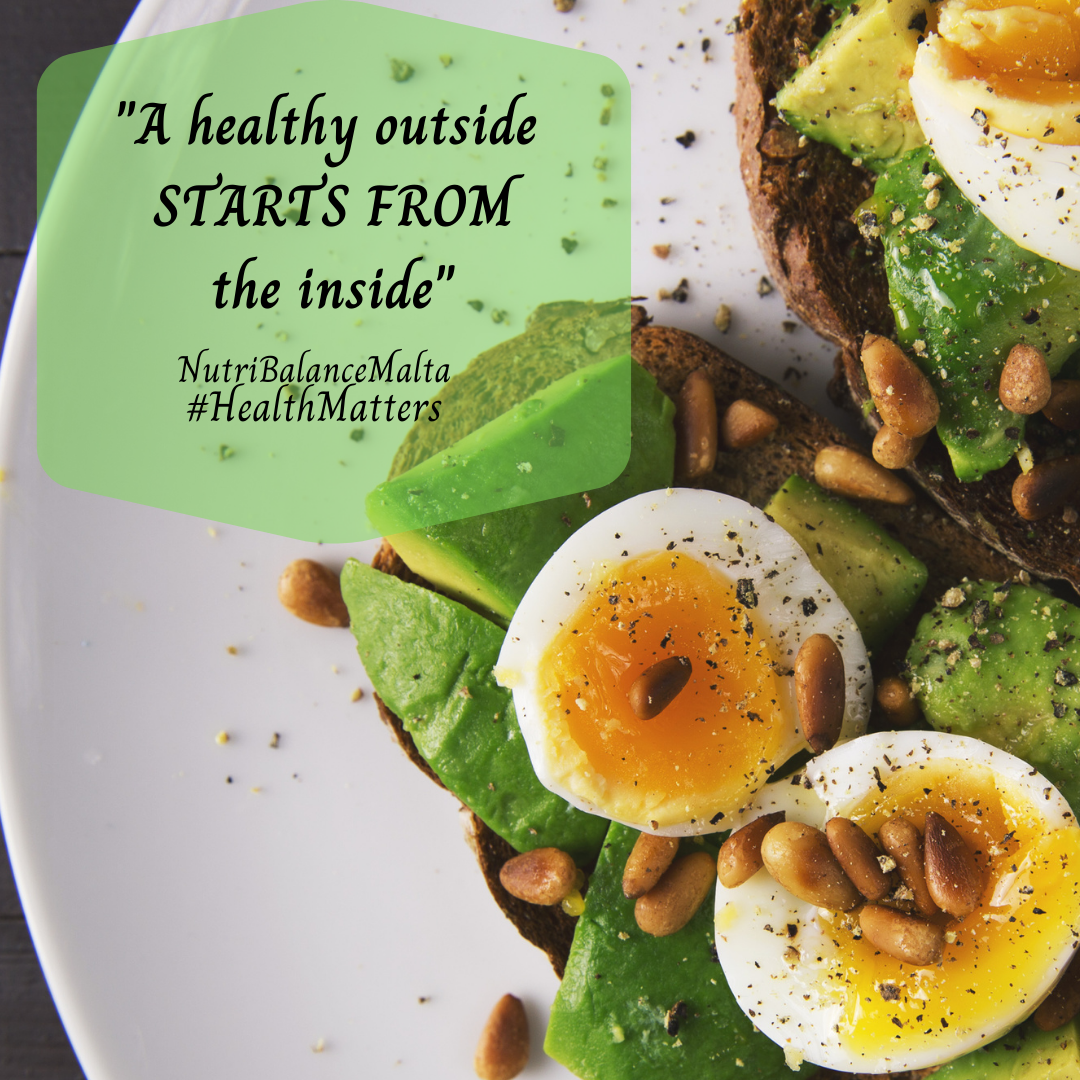 "A healthy outside
STARTS FROM
the inside"
NutriBalanceMalta
#HealthMatters